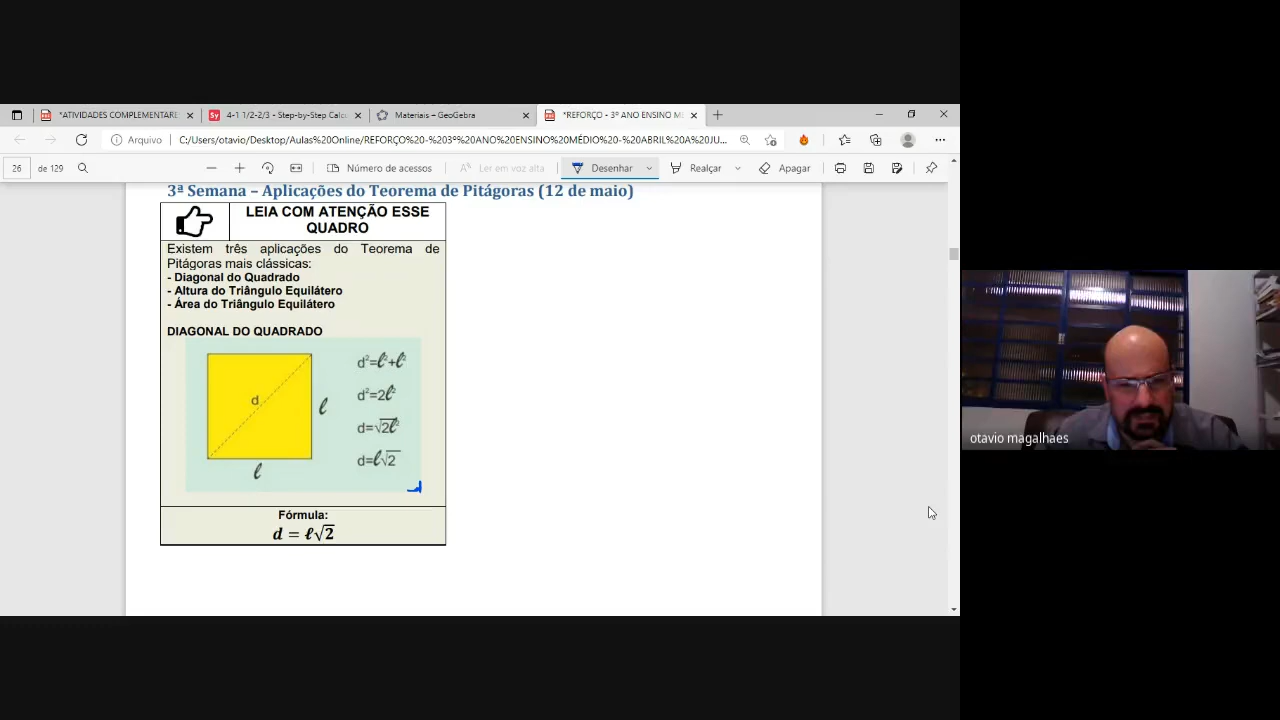 *ATIVIDADES COMPLEMENTARE
4-1 1/2-2/3 - Step-by-Step Calcu
Materiais – GeoGebra
*REFORÇO - 3º ANO ENSINO MÉ
Arquivo
C:/Users/otavio/Desktop/Aulas%20Online/REFORÇO%20-%203º%20ANO%20ENSINO%20MÉDIO%20-%20ABRIL%20A%20JU...
26 de 129
Número de acessos
Ler em voz alta
Desenhar
Realçar
Apagar
3ª Semana – Aplicações do Teorema de Pitágoras (12 de maio)
LEIA COM ATENÇÃO ESSE
QUADRO
Existem três aplicações do Teorema de
Pitágoras mais clássicas:
- Diagonal do Quadrado
- Altura do Triângulo Equilátero
- Área do Triângulo Equilátero
DIAGONAL DO QUADRADO
d
ℓ
ℓ
d²=ℓ²+ℓ²
d²=2ℓ²
d=√2ℓ²
d=ℓ√2
Fórmula:
d = ℓ√2
otavio magalhaes